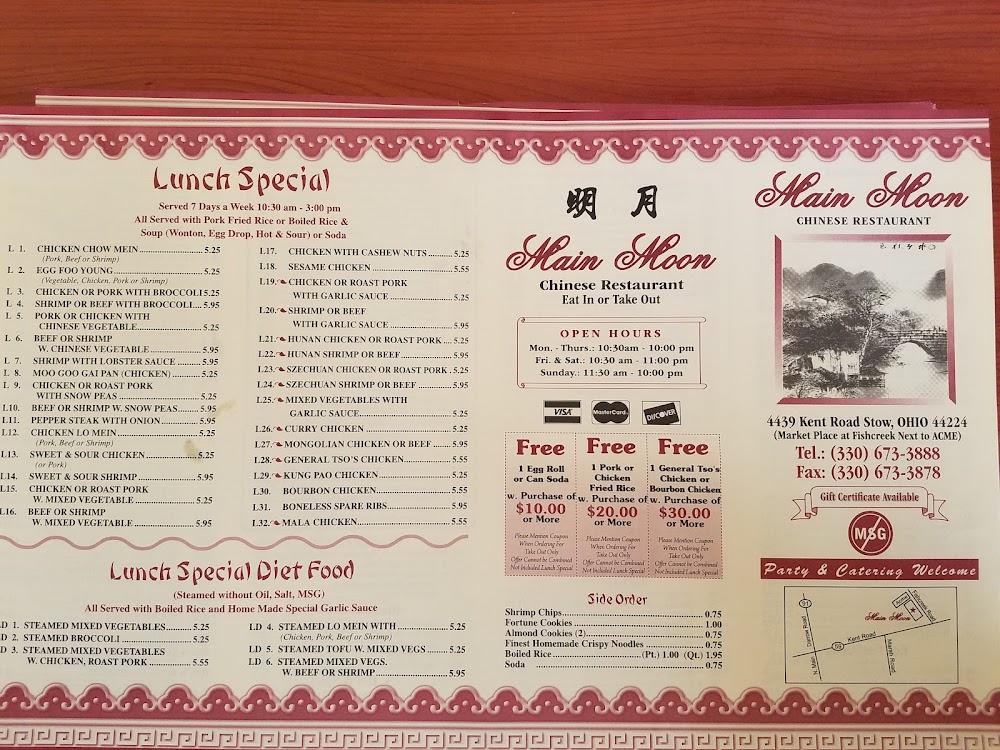 Lunch Special
Served 7 Days a Week 10:30 am - 3:00 pm
All Served with Pork Fried Rice or Boiled Rice &
Soup (Wonton, Egg Drop, Hot & Sour) or Soda
L 1. CHICKEN CHOW MEIN 5.25
(Pork, Beef or Shrimp)
L 2. EGG FOO YOUNG 5.25
(Vegetable, Chicken, Pork or Shrimp)
L 3. CHICKEN OR PORK WITH BROCCOLI 5.25
L 4. SHRIMP OR BEEF WITH BROCCOLI 5.95
L 5. PORK OR CHICKEN WITH
CHINESE VEGETABLE 5.25
L 6. BEEF OR SHRIMP
W. CHINESE VEGETABLE 5.95
L 7. SHRIMP WITH LOBSTER SAUCE 5.95
L 8. MOO GOO GAI PAN (CHICKEN) 5.25
L 9. CHICKEN OR ROAST PORK
WITH SNOW PEAS 5.25
L10. BEEF OR SHRIMP W. SNOW PEAS 5.95
L11. PEPPER STEAK WITH ONION 5.95
L12. CHICKEN LO MEIN 5.25
(Pork, Beef or Shrimp)
L13. SWEET & SOUR CHICKEN 5.25
(or Pork)
L14. SWEET & SOUR SHRIMP 5.95
L15. CHICKEN OR ROAST PORK
W. MIXED VEGETABLE 5.25
L16. BEEF OR SHRIMP
W. MIXED VEGETABLE 5.95
L17. CHICKEN WITH CASHEW NUTS 5.25
L18. SESAME CHICKEN 5.55
L19. CHICKEN OR ROAST PORK
WITH GARLIC SAUCE 5.25
L20. SHRIMP OR BEEF
WITH GARLIC SAUCE 5.95
L21. HUNAN CHICKEN OR ROAST PORK 5.25
L22. HUNAN SHRIMP OR BEEF 5.95
L23. SZECHUAN CHICKEN OR ROAST PORK 5.25
L24. SZECHUAN SHRIMP OR BEEF 5.95
L25. MIXED VEGETABLES WITH
GARLIC SAUCE 5.25
L26. CURRY CHICKEN 5.25
L27. MONGOLIAN CHICKEN OR BEEF 5.95
L28. GENERAL TSO'S CHICKEN 5.55
L29 KUNG PAO CHICKEN 5.25
L30. BOURBON CHICKEN 5.55
L31. BONELESS SPARE RIBS 5.95
L32. MALA CHICKEN 5.55
Lunch Special Diet Food
(Steamed without Oil, Salt, MSG)
All Served with Boiled Rice and Home Made Special Garlic Sauce
LD 1. STEAMED MIXED VEGETABLES 5.25
LD 2. STEAMED BROCCOLI 5.25
LD 3. STEAMED MIXED VEGETABLES
W. CHICKEN, ROAST PORK 5.55
LD 4. STEAMED LO MEIN WITH 5.25
(Chicken, Pork, Beef or Shrimp)
LD 5. STEAMED TOFU W. MIXED VEGS 5.25
LD 6. STEAMED MIXED VEGS.
W. BEEF OR SHRIMP 5.95
明月
Main Moon
Chinese Restaurant
Eat In or Take Out
OPEN HOURS
Mon. - Thurs.: 10:30am - 10:00 pm
Fri. & Sat.: 10:30 am - 11:00 pm
Sunday.: 11:30 am - 10:00 pm
VISA MasterCard DISCOVER
Free
1 Egg Roll
or Can Soda
w. Purchase of
$10.00
or More
Please Mention Coupon
When Ordering For
Take Out Only
Offer Cannot be Combined
Not Included Lunch Special
Free
1 Pork or
Chicken
Fried Rice
w. Purchase of
$20.00
or More
Please Mention Coupon
When Ordering For
Take Out Only
Offer Cannot be Combined
Not Included Lunch Special
Free
1 General Tso's
Chicken or
Bourbon Chicken
w. Purchase of
$30.00
or More
Please Mention Coupon
When Ordering For
Take Out Only
Offer Cannot be Combined
Not Included Lunch Special
Side Order
Shrimp Chips 0.75
Fortune Cookies 1.00
Almond Cookies (2) 0.75
Finest Homemade Crispy Noodles 0.75
Boiled Rice (Pt.) 1.00 (Qt.) 1.95
Soda 0.75
Main Moon
CHINESE RESTAURANT
4439 Kent Road Stow, OHIO 44224
(Market Place at Fishcreek Next to ACME)
Tel.: (330) 673-3888
Fax: (330) 673-3878
Gift Certificate Available
MSG
Party & Catering Welcome
91
Darrow Road
N
Acme
Fishcreek Road
Main Moon
Kent Road
59
Marsh Road